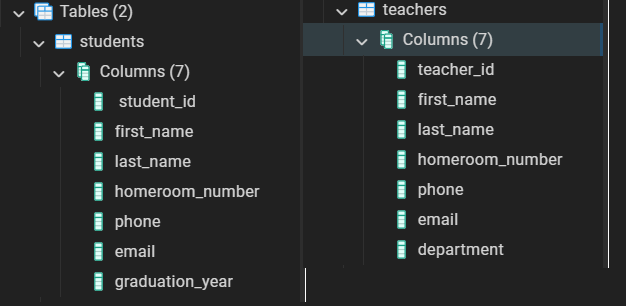 Tables (2)
students
Columns (7)
student_id
first_name
last_name
homeroom_number
phone
email
graduation_year
teachers
Columns (7)
teacher_id
first_name
last_name
homeroom_number
phone
email
department